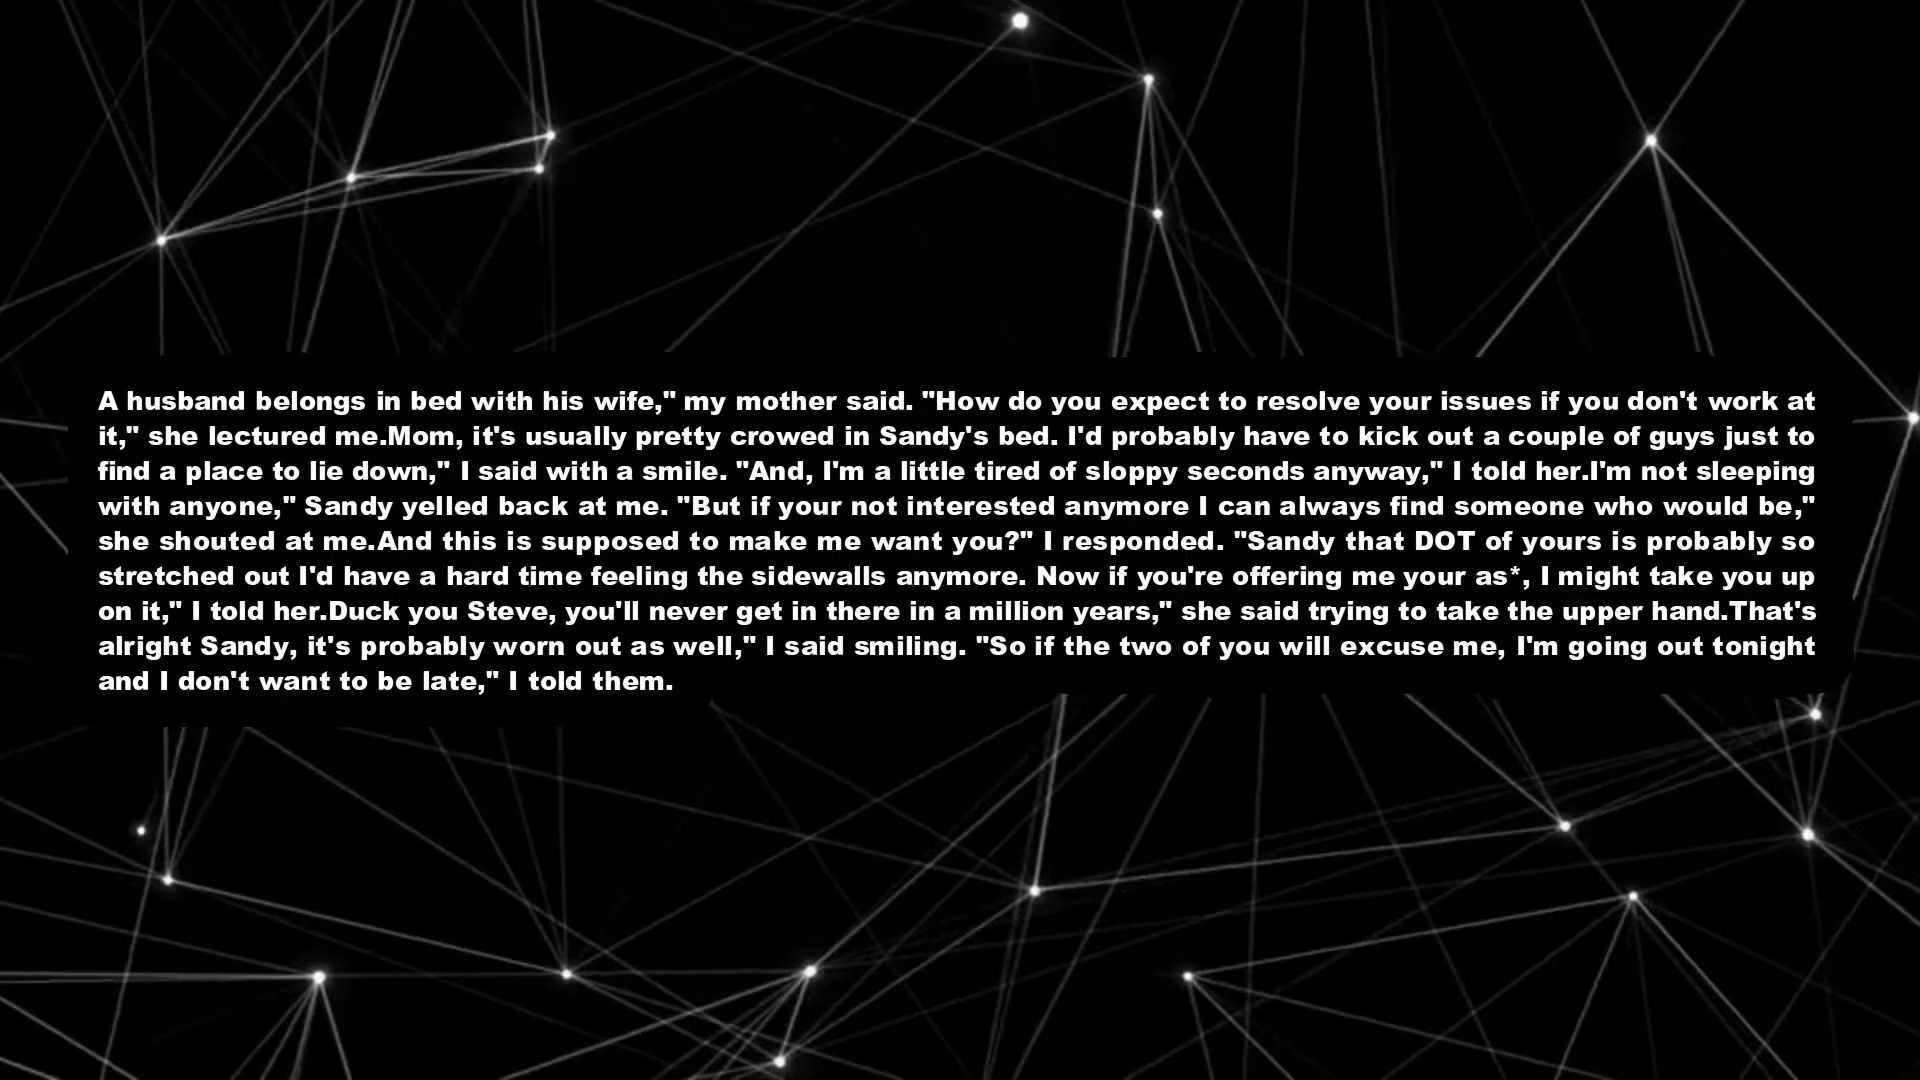 A husband belongs in bed with his wife," my mother said. "How do you expect to resolve your issues if you don't work at
it," she lectured me.Mom, it's usually pretty crowed in Sandy's bed. I'd probably have to kick out a couple of guys just to
find a place to lie down," I said with a smile. "And, I'm a little tired of sloppy seconds anyway," I told her.I'm not sleeping
with anyone," Sandy yelled back at me. "But if your not interested anymore I can always find someone who would be,"
she shouted at me.And this is supposed to make me want you?" I responded. "Sandy that DOT of yours is probably so
stretched out I'd have a hard time feeling the sidewalls anymore. Now if you're offering me your as*, I might take you up
on it," I told her.Duck you Steve, you'll never get in there in a million years," she said trying to take the upper hand.That's
alright Sandy, it's probably worn out as well," I said smiling. "So if the two of you will excuse me, I'm going out tonight
and I don't want to be late," I told them.